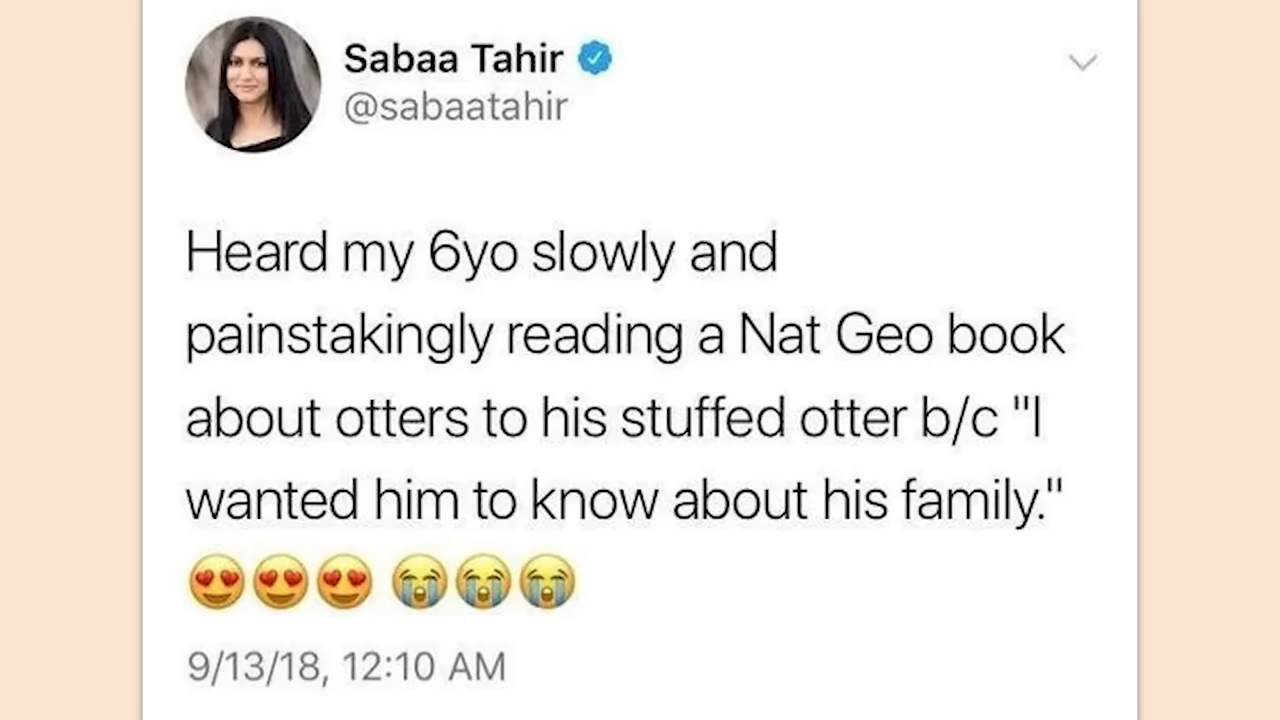 Sabaa Tahir
@sabaatahir
Heard my 6yo slowly and
painstakingly reading a Nat Geo book
about otters to his stuffed otter b/c "I
wanted him to know about his family."
😍😍😍 😭😭😭
9/13/18, 12:10 AM